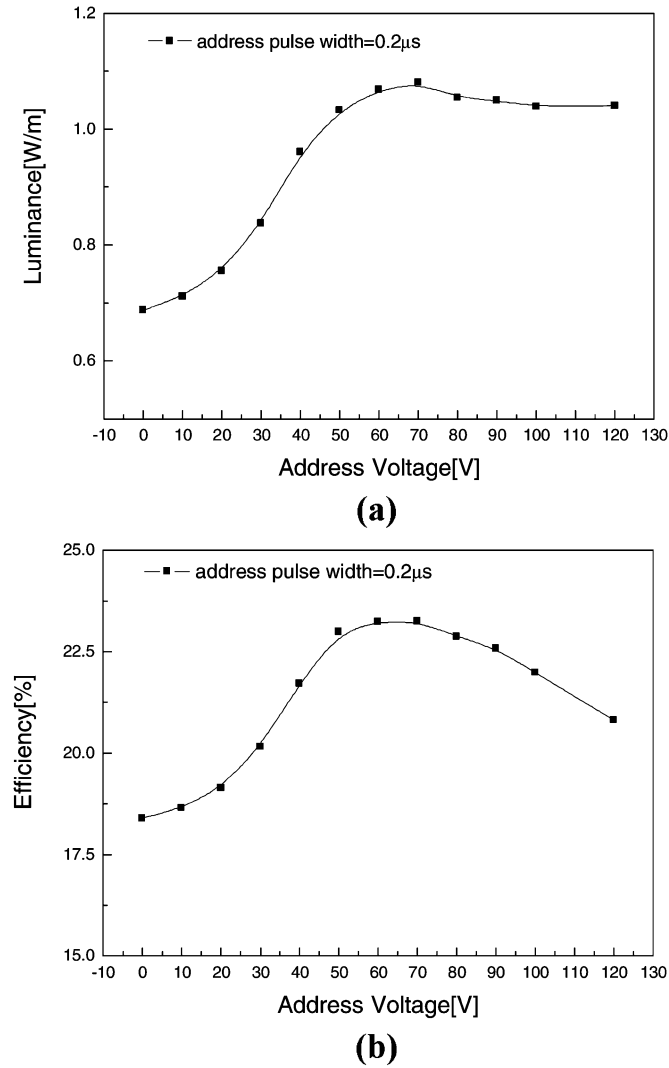 1.2
address pulse width=0.2μs
1.0
0.8
0.6
Luminance[W/m]
-10 0 10 20 30 40 50 60 70 80 90 100 110 120 130
Address Voltage[V]
(a)
25.0
address pulse width=0.2μs
22.5
20.0
17.5
15.0
Efficiency[%]
-10 0 10 20 30 40 50 60 70 80 90 100 110 120 130
Address Voltage[V]
(b)